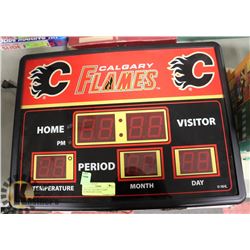 CALGARY
FLAMES
HOME
VISITOR
PM
PERIOD
TEMPERATURE
MONTH
DAY